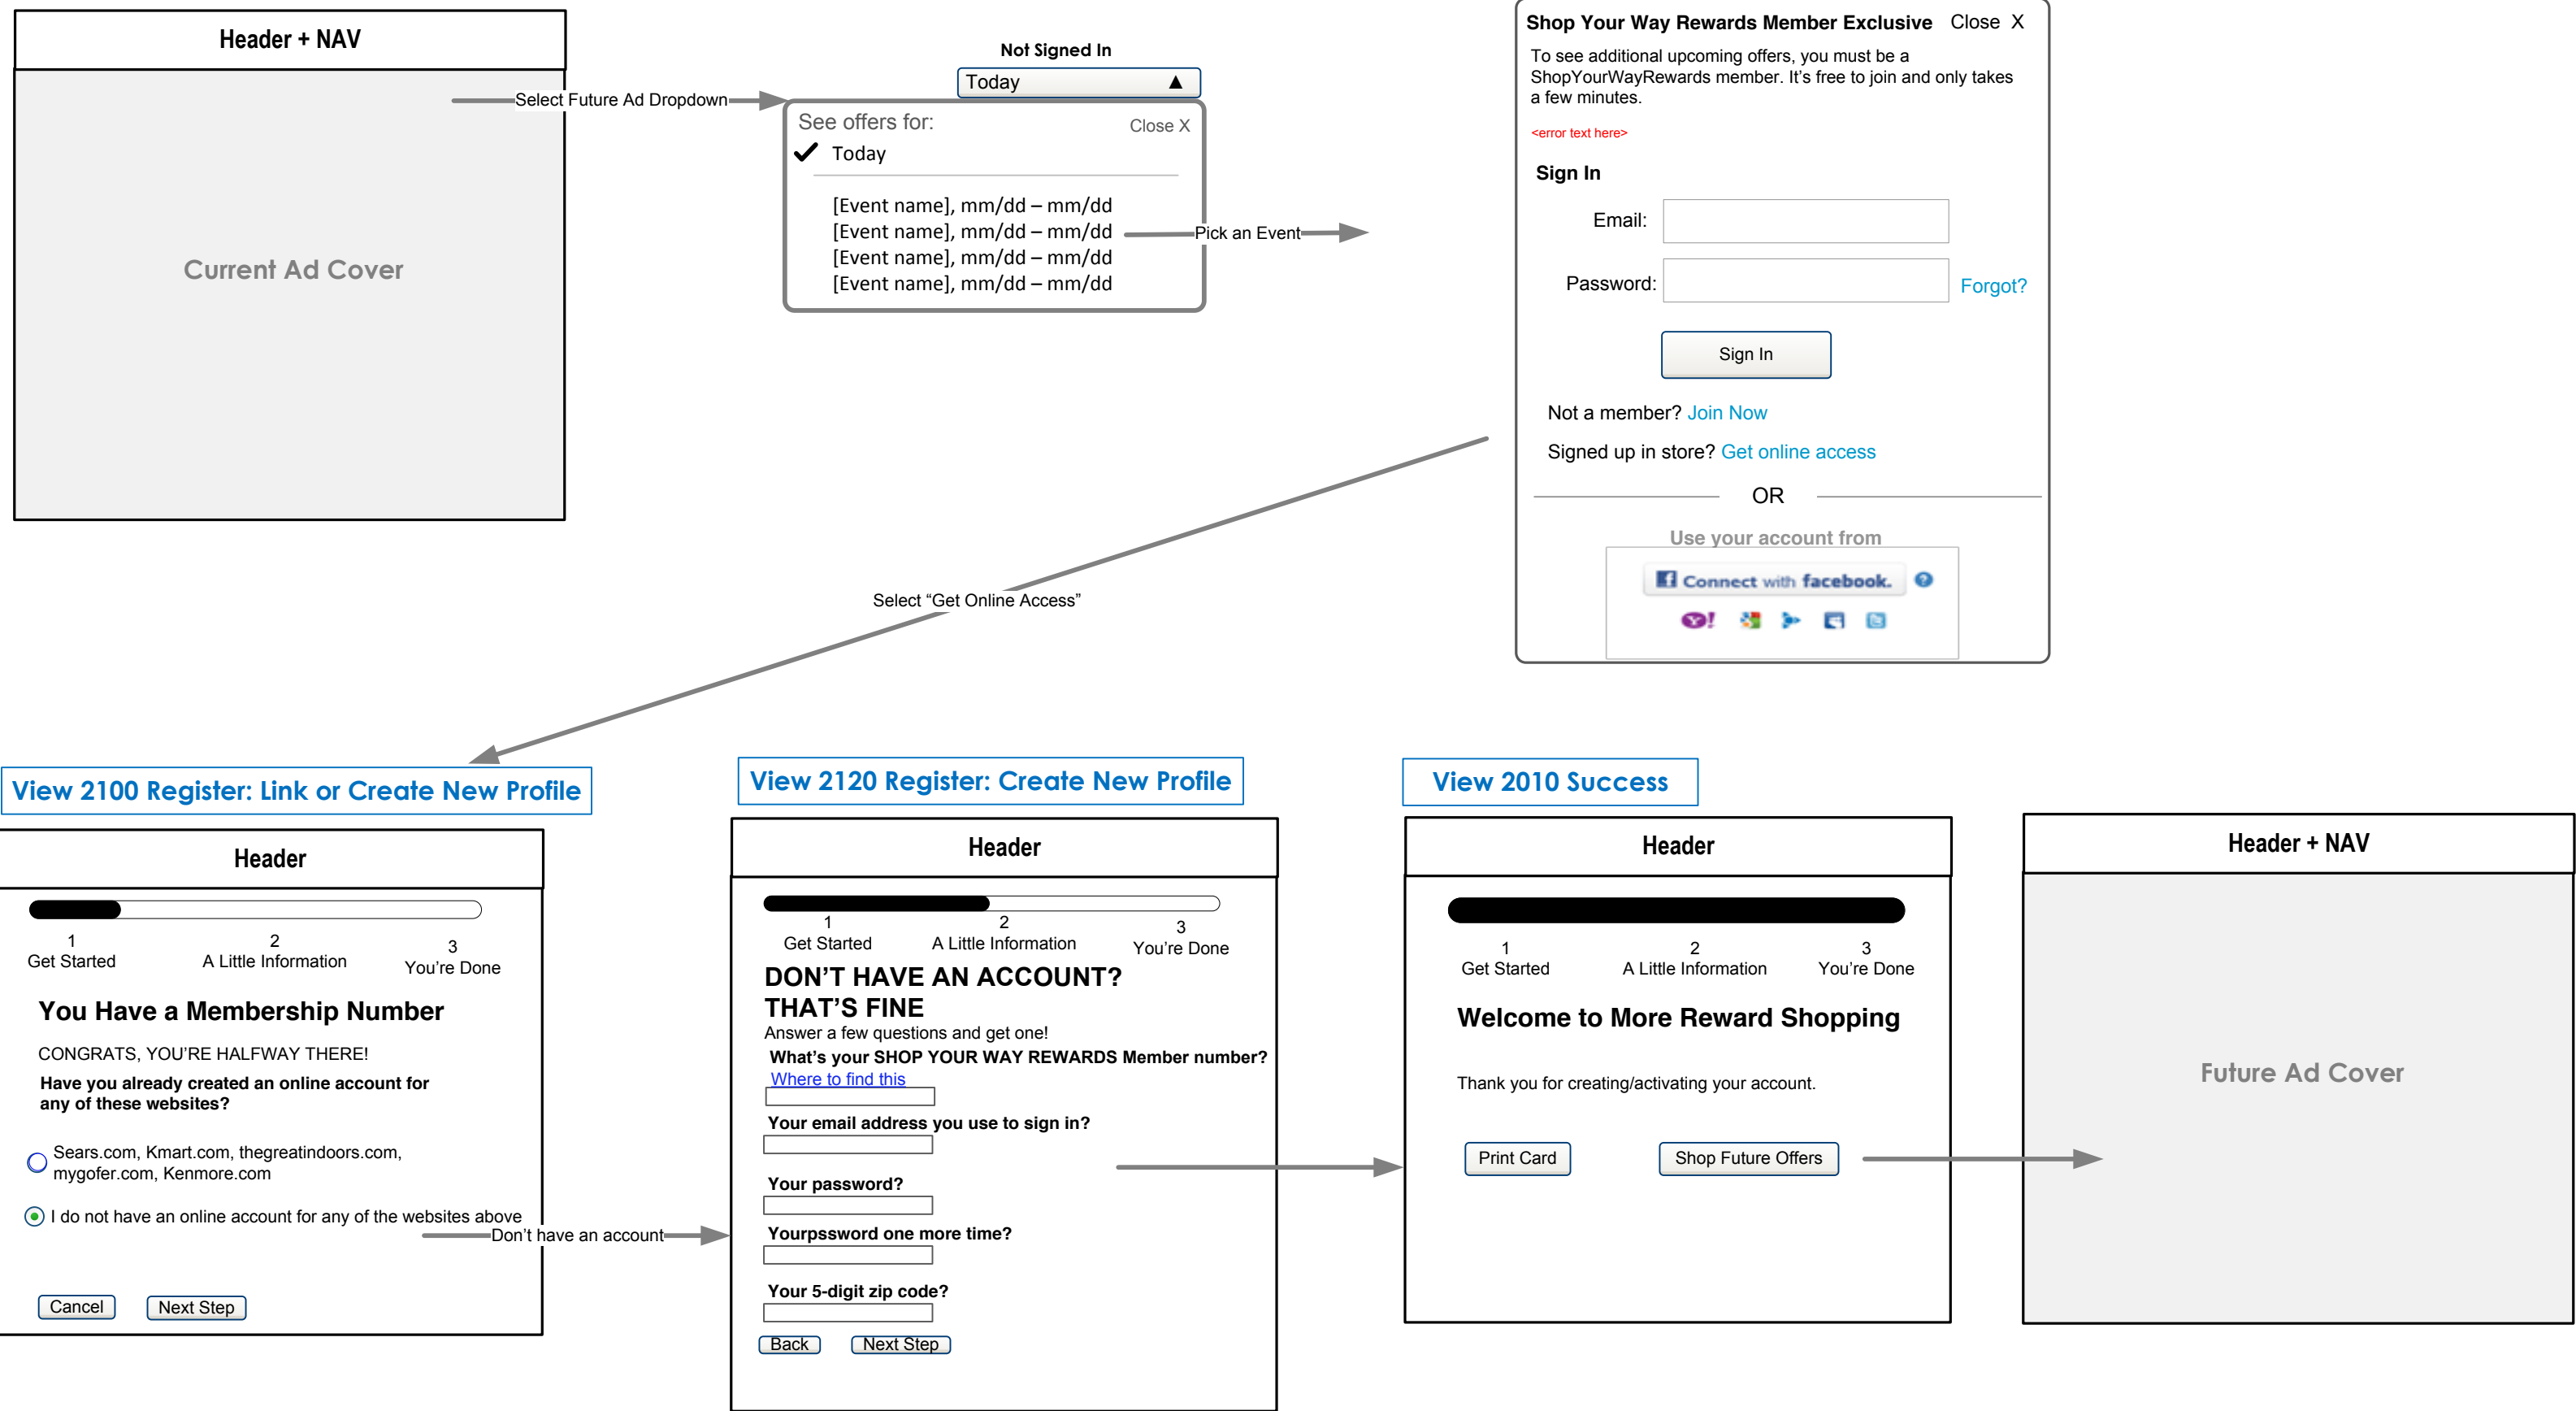 Header + NAV
Current Ad Cover
Select Future Ad Dropdown
Not Signed In
Today ▲
See offers for: Close X
✓ Today
[Event name], mm/dd – mm/dd
[Event name], mm/dd – mm/dd
[Event name], mm/dd – mm/dd
[Event name], mm/dd – mm/dd
Pick an Event
Shop Your Way Rewards Member Exclusive Close X
To see additional upcoming offers, you must be a
ShopYourWayRewards member. It's free to join and only takes
a few minutes.
<error text here>
Sign In
Email:
Password: Forgot?
Sign In
Not a member? Join Now
Signed up in store? Get online access
OR
Use your account from
Connect with facebook. ?
Y!
Select “Get Online Access”
View 2100 Register: Link or Create New Profile
Header
1 2 3
Get Started A Little Information You’re Done
You Have a Membership Number
CONGRATS, YOU’RE HALFWAY THERE!
Have you already created an online account for
any of these websites?
Sears.com, Kmart.com, thegreatindoors.com,
mygofer.com, Kenmore.com
I do not have an online account for any of the websites above
Don’t have an account
Cancel Next Step
View 2120 Register: Create New Profile
Header
1 2 3
Get Started A Little Information You’re Done
DON’T HAVE AN ACCOUNT?
THAT’S FINE
Answer a few questions and get one!
What’s your SHOP YOUR WAY REWARDS Member number?
Where to find this
Your email address you use to sign in?
Your password?
Yourpssword one more time?
Your 5-digit zip code?
Back Next Step
View 2010 Success
Header
1 2 3
Get Started A Little Information You’re Done
Welcome to More Reward Shopping
Thank you for creating/activating your account.
Print Card Shop Future Offers
Header + NAV
Future Ad Cover